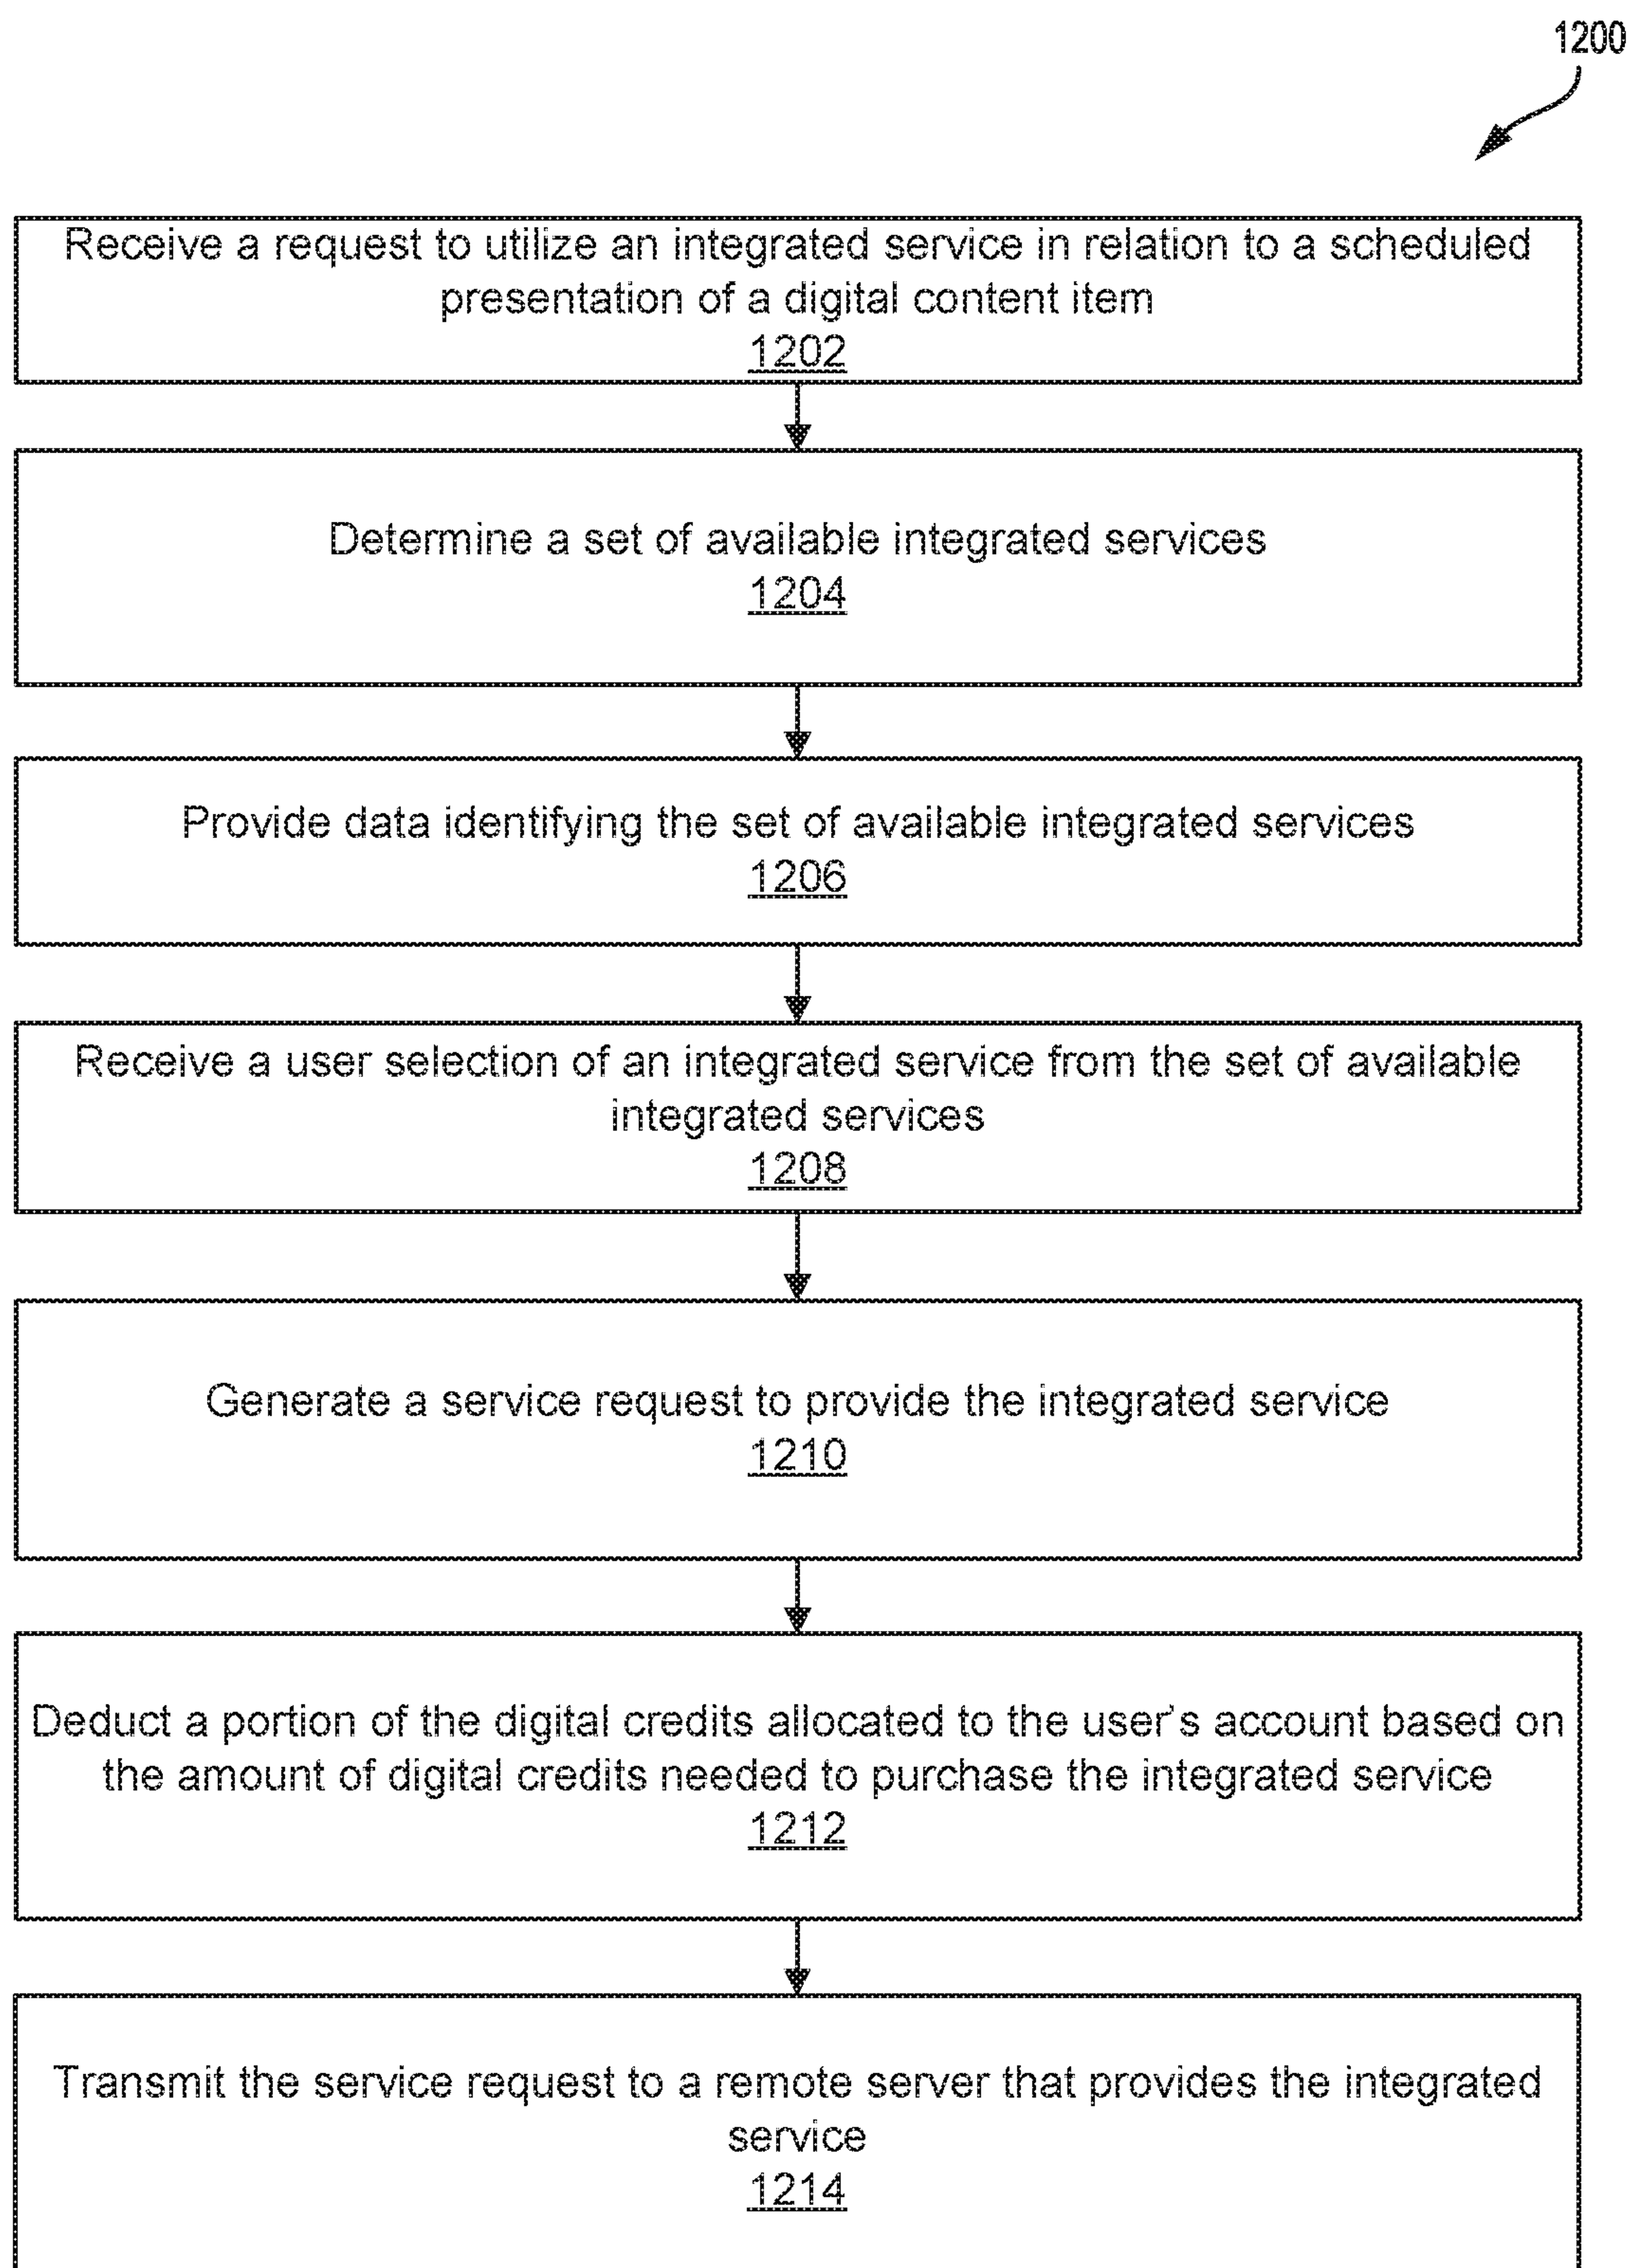 1200
Receive a request to utilize an integrated service in relation to a scheduled
presentation of a digital content item
1202
Determine a set of available integrated services
1204
Provide data identifying the set of available integrated services
1206
Receive a user selection of an integrated service from the set of available
integrated services
1208
Generate a service request to provide the integrated service
1210
Deduct a portion of the digital credits allocated to the user's account based on
the amount of digital credits needed to purchase the integrated service
1212
Transmit the service request to a remote server that provides the integrated
service
1214